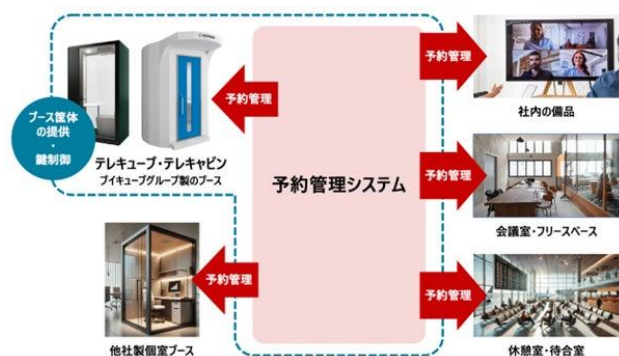 予約管理
予約管理
社内の備品
ブース筐体
の提供
・
鍵制御
テレキューブ・テレキャビン
ブイキューブグループ製のブース
予約管理システム
予約管理
会議室・フリースペース
予約管理
他社製個室ブース
予約管理
休憩室・待合室